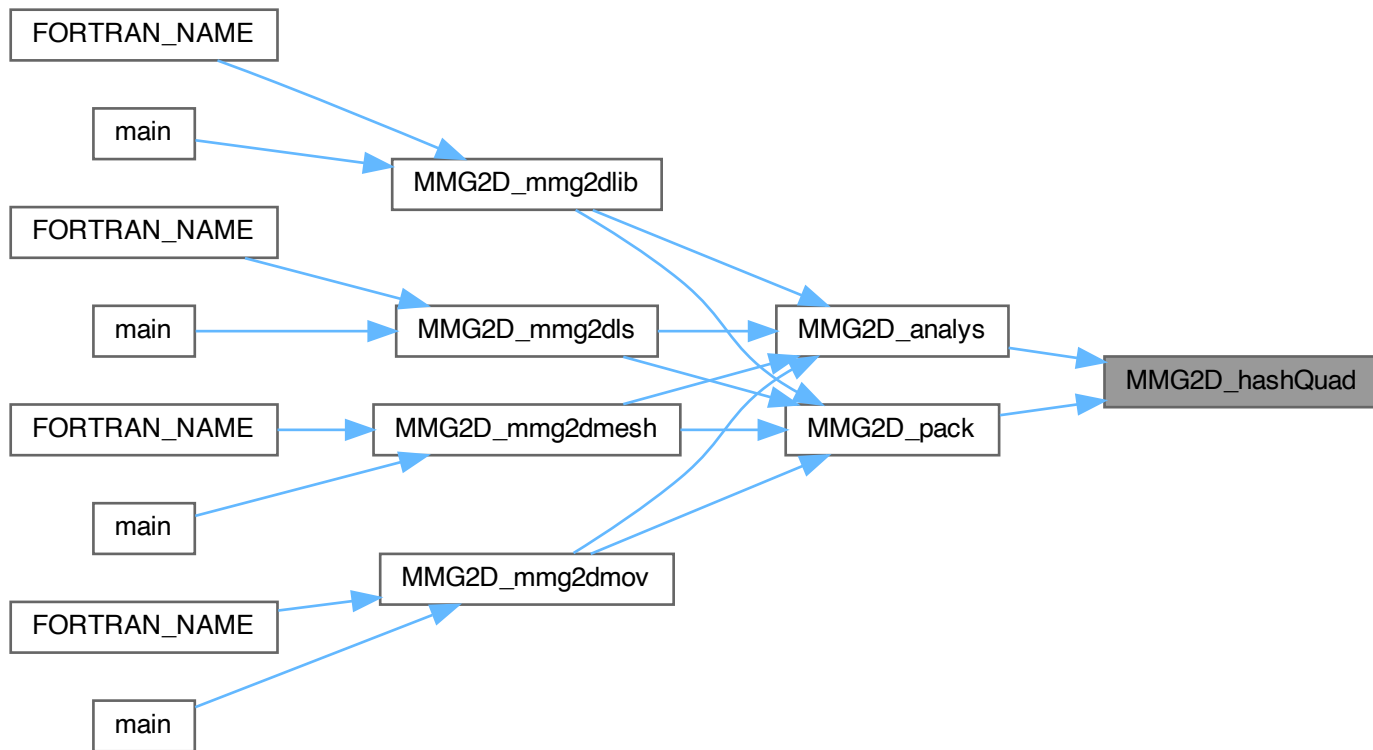 FORTRAN_NAME
main
MMG2D_mmg2dlib
FORTRAN_NAME
main
MMG2D_mmg2dls
MMG2D_analys
MMG2D_hashQuad
FORTRAN_NAME
MMG2D_mmg2dmesh
MMG2D_pack
main
MMG2D_mmg2dmov
FORTRAN_NAME
main